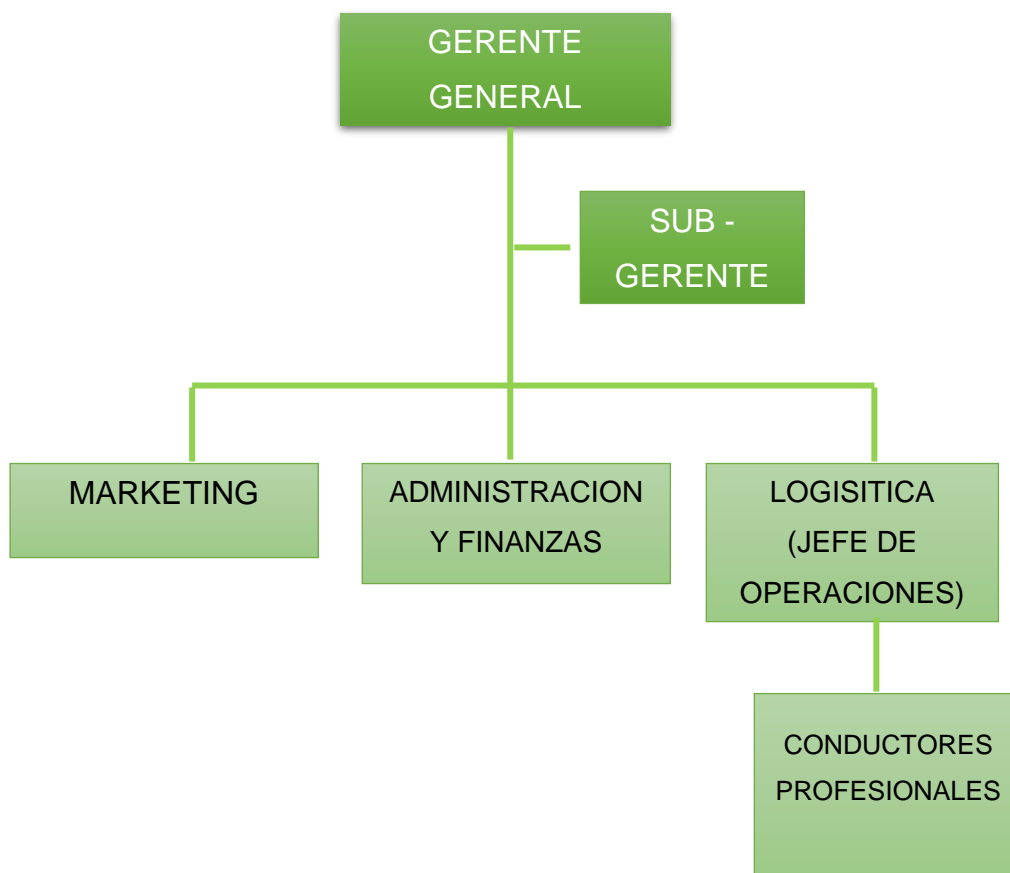 GERENTE
GENERAL
SUB -
GERENTE
MARKETING
ADMINISTRACION
Y FINANZAS
LOGISITICA
(JEFE DE
OPERACIONES)
CONDUCTORES
PROFESIONALES